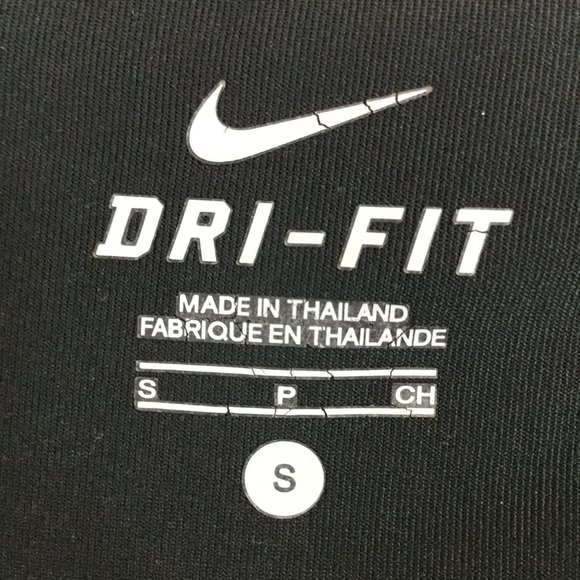 DRI-FIT
MADE IN THAILAND
FABRIQUE EN THAILANDE
S P CH
S